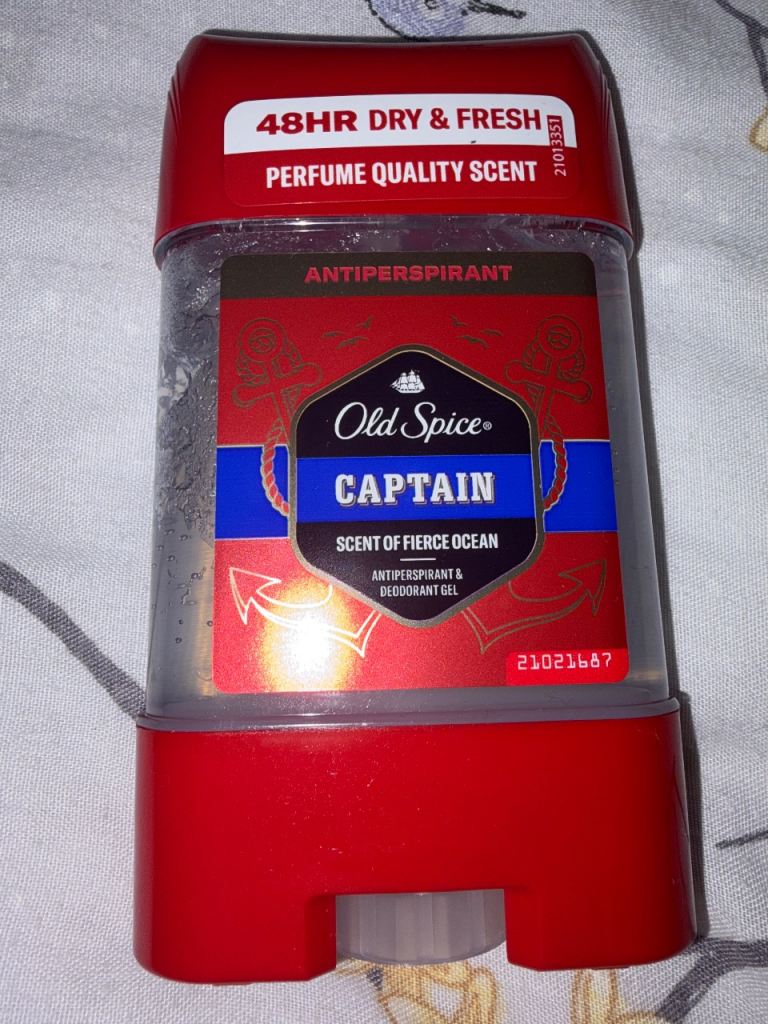 48HR DRY & FRESH
21013351
PERFUME QUALITY SCENT
ANTIPERSPIRANT
Old Spice®
CAPTAIN
SCENT OF FIERCE OCEAN
ANTIPERSPIRANT &
DEODORANT GEL
21021687